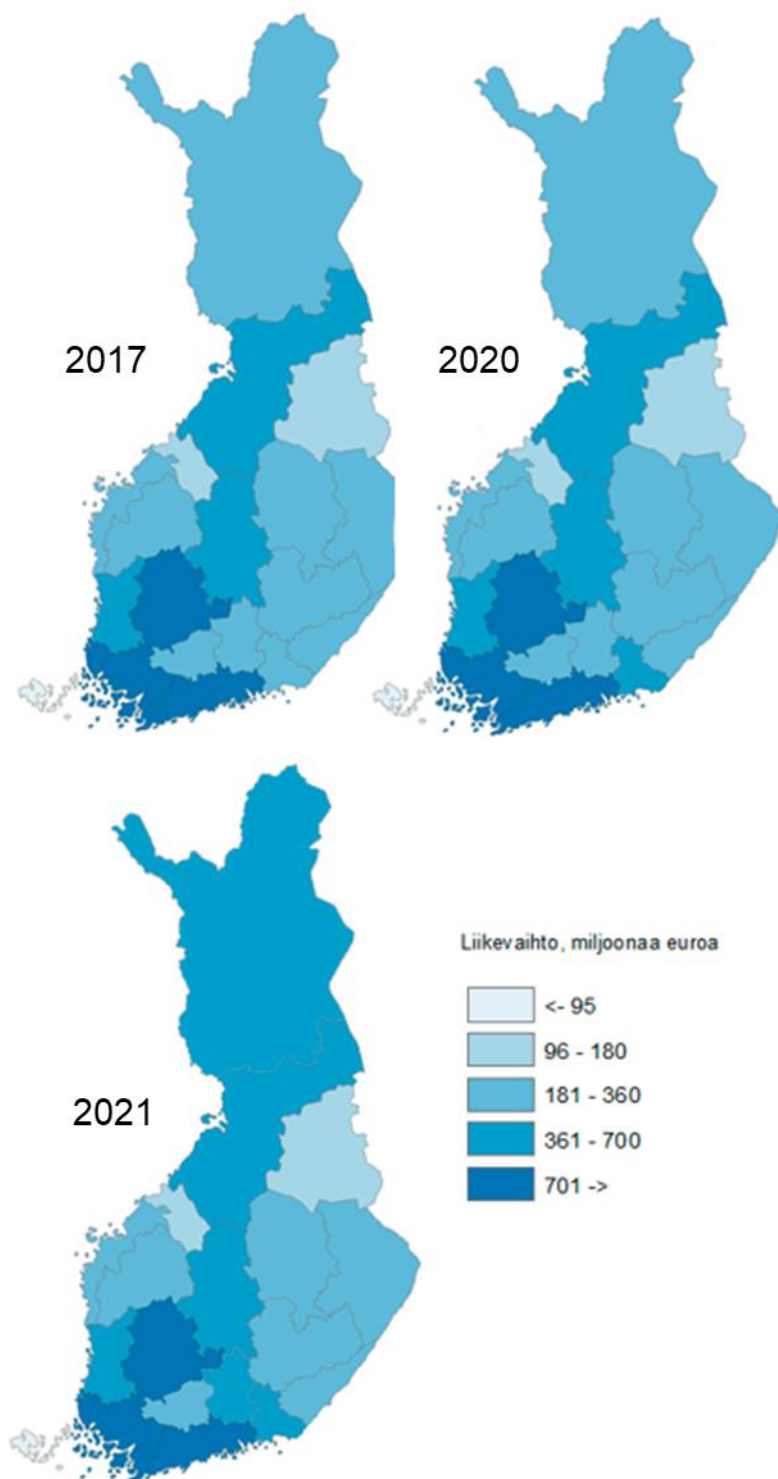 2017
2020
2021
Liikevaihto, miljoonaa euroa
<- 95
96 - 180
181 - 360
361 - 700
701 ->